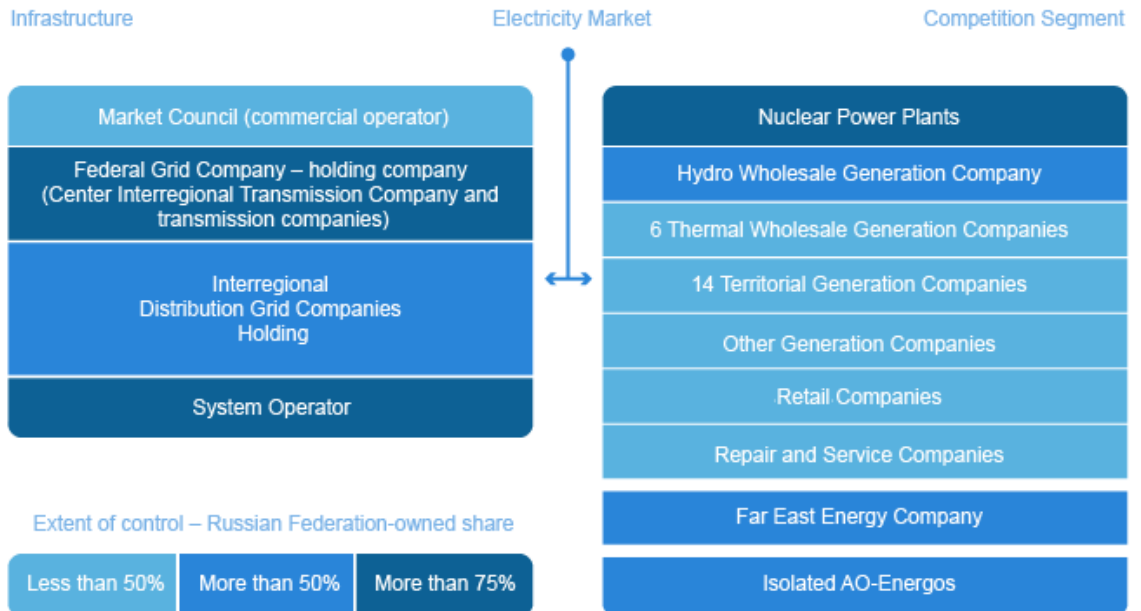 Infrastructure
Electricity Market
Competition Segment
Market Council (commercial operator)
Federal Grid Company – holding company
(Center Interregional Transmission Company and
transmission companies)
Interregional
Distribution Grid Companies
Holding
System Operator
Nuclear Power Plants
Hydro Wholesale Generation Company
6 Thermal Wholesale Generation Companies
14 Territorial Generation Companies
Other Generation Companies
Retail Companies
Repair and Service Companies
Far East Energy Company
Isolated AO-Energos
Extent of control – Russian Federation-owned share
Less than 50%
More than 50%
More than 75%